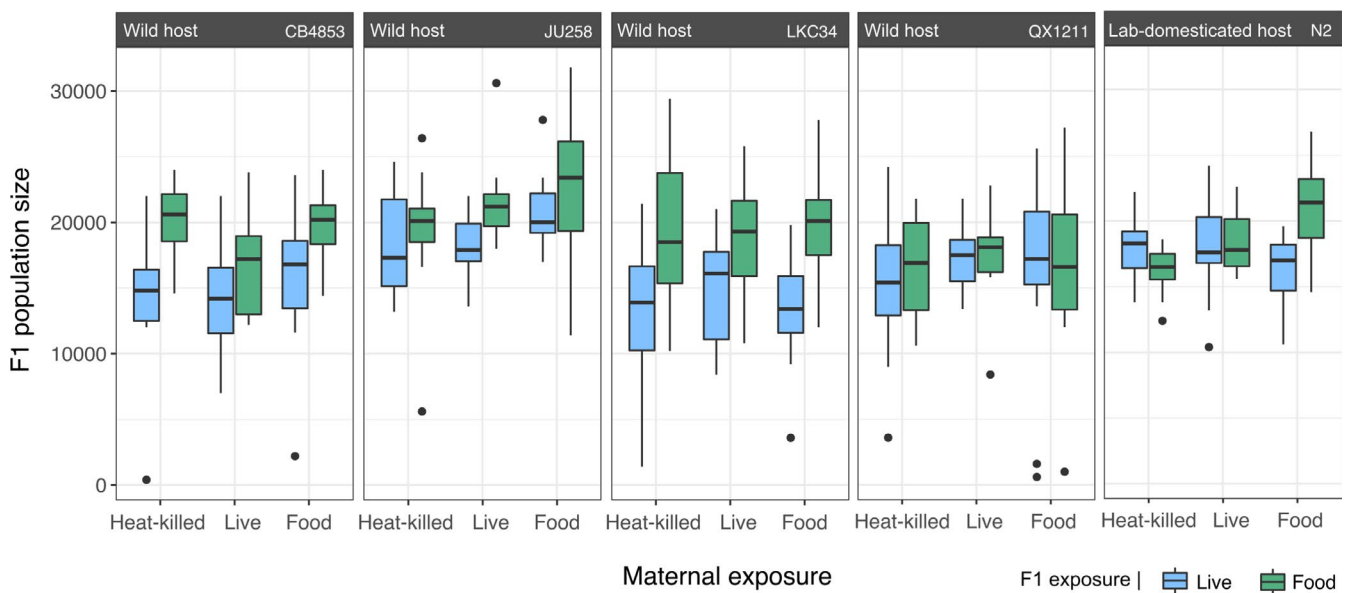 Wild host CB4853 Wild host JU258 Wild host LKC34 Wild host QX1211 Lab-domesticated host N2
30000
20000
10000
0
F1 population size
Heat-killed Live Food Heat-killed Live Food Heat-killed Live Food Heat-killed Live Food Heat-killed Live Food
Maternal exposure
F1 exposure | Live Food